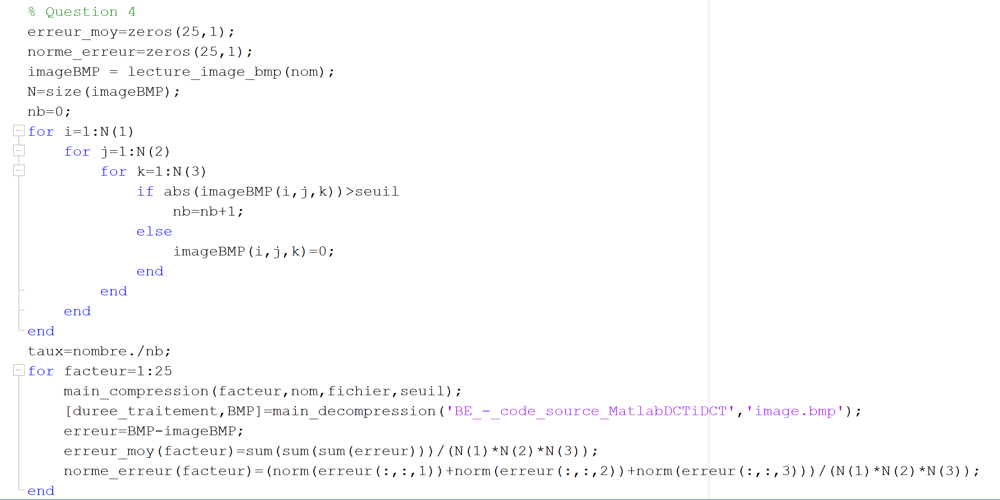 % Question 4
erreur_moy=zeros(25,1);
norme_erreur=zeros(25,1);
imageBMP = lecture_image_bmp(nom);
N=size(imageBMP);
nb=0;
for i=1:N(1)
    for j=1:N(2)
        for k=1:N(3)
            if abs(imageBMP(i,j,k))>seuil
                nb=nb+1;
            else
                imageBMP(i,j,k)=0;
            end
        end
    end
end
taux=nombre./nb;
for facteur=1:25
    main_compression(facteur,nom,fichier,seuil);
    [duree_traitement,BMP]=main_decompression('BE_-_code_source_MatlabDCTiDCT','image.bmp');
    erreur=BMP-imageBMP;
    erreur_moy(facteur)=sum(sum(sum(erreur)))/(N(1)*N(2)*N(3));
    norme_erreur(facteur)=(norm(erreur(:,:,1))+norm(erreur(:,:,2))+norm(erreur(:,:,3)))/(N(1)*N(2)*N(3));
end